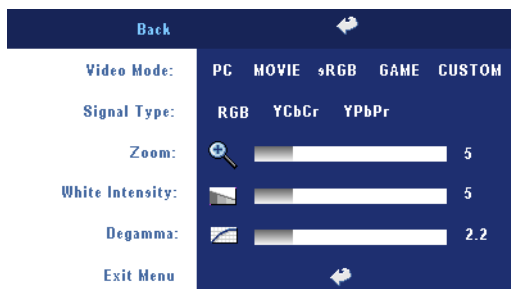 Back
Video Mode: PC MOVIE sRGB GAME CUSTOM
Signal Type: RGB YCbCr YPbPr
Zoom: 5
White Intensity: 5
Degamma: 2.2
Exit Menu